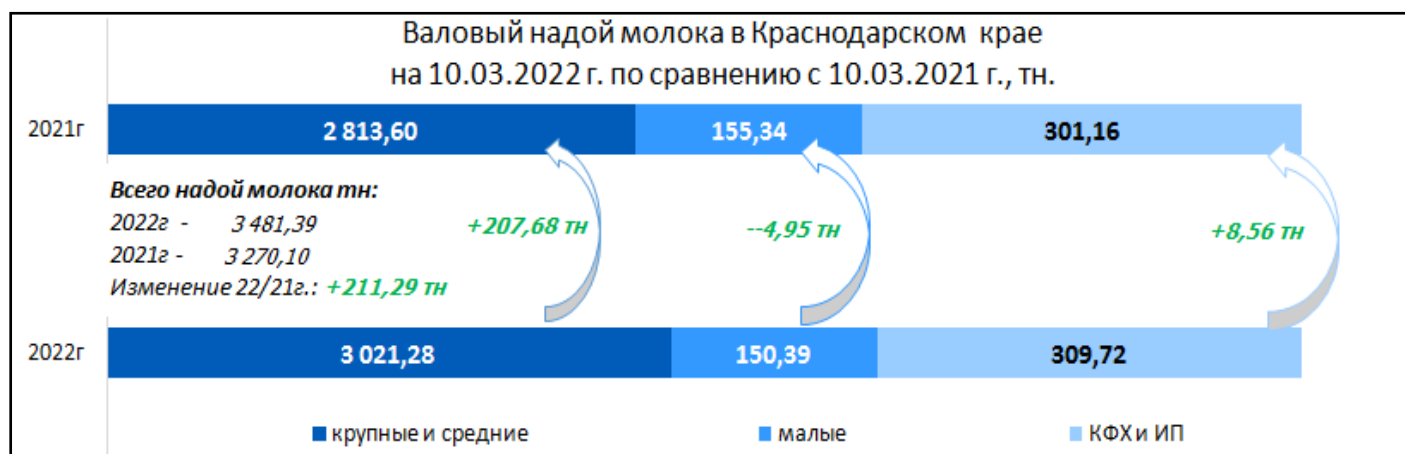 Валовый надой молока в Краснодарском крае
на 10.03.2022 г. по сравнению с 10.03.2021 г., тн.
2021г
2 813,60
155,34
301,16
Всего надой молока тн:
2022г - 3 481,39
2021г - 3 270,10
Изменение 22/21г.: +211,29 тн
+207,68 тн
--4,95 тн
+8,56 тн
2022г
3 021,28
150,39
309,72
крупные и средние
малые
КФХ и ИП